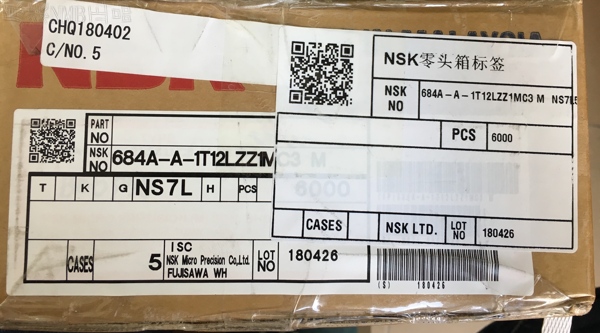 CHQ180402
C/NO. 5
NSK零头箱标签
NSK NO
684A-A-1T12LZZ1MC3 M NS7L5
PCS 6000
CASES
NSK LTD.
LOT NO
180426
PART NO
NSK NO
684A-A-1T12LZZ1MC3 M
T K G NS7L H PCS 6000
CASES 5
ISC
NSK Micro Precision Co,Ltd.
FUJISAWA WH
LOT NO
180426
(S) 180426